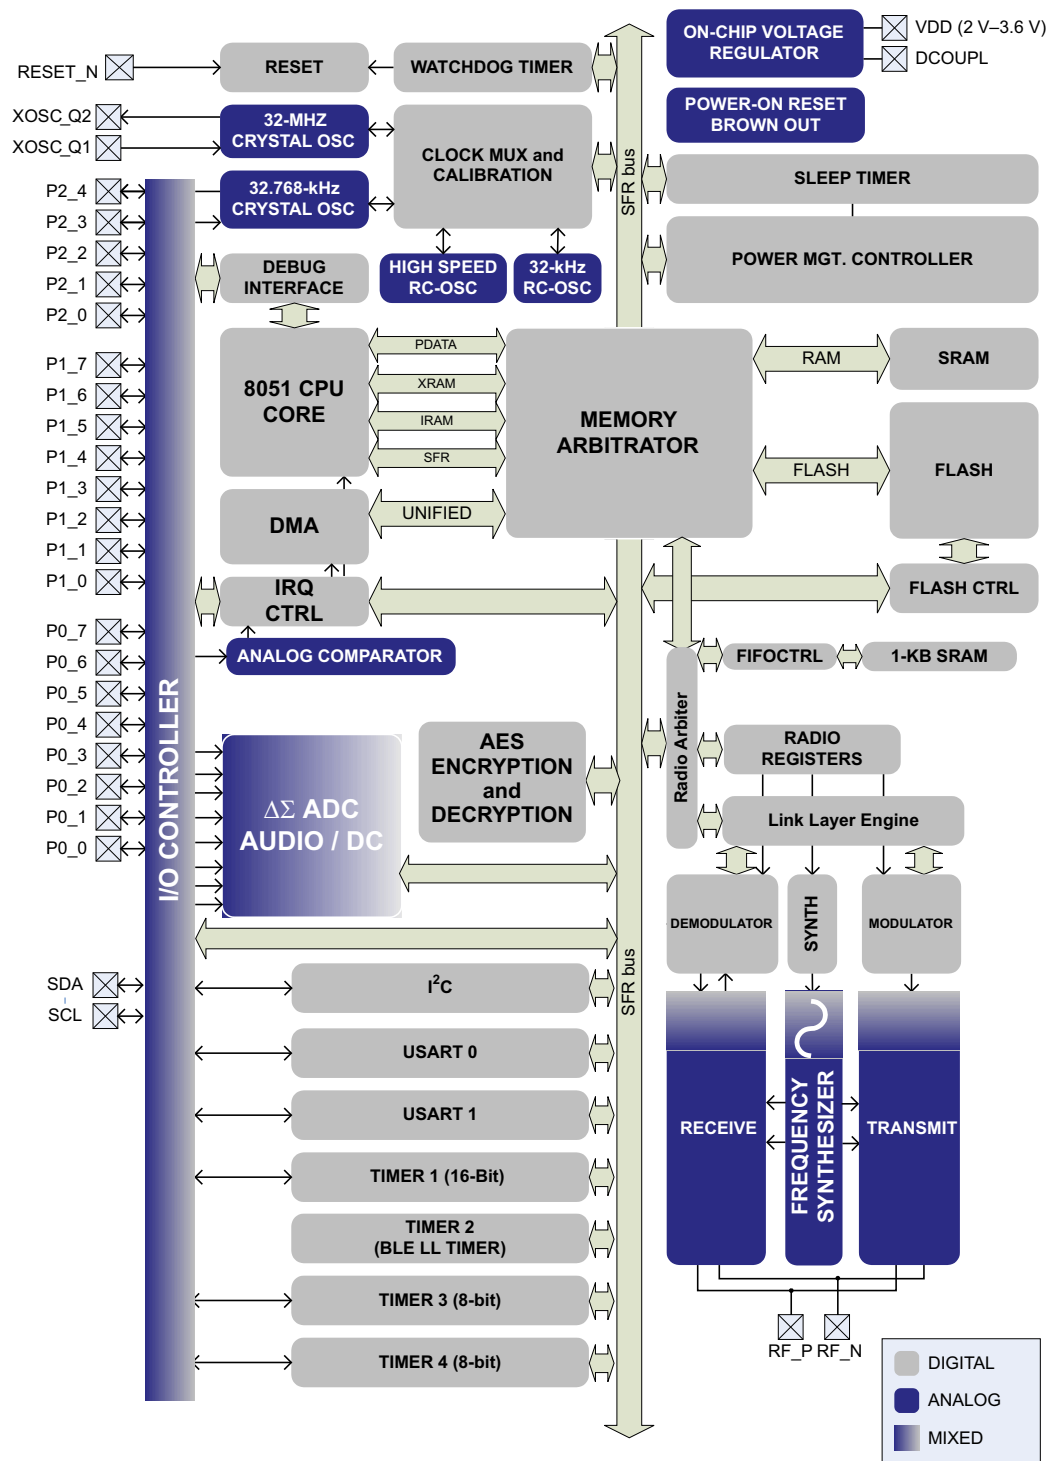 ON-CHIP VOLTAGE
REGULATOR
VDD (2 V–3.6 V)
DCOUPL
RESET_N
RESET
WATCHDOG TIMER
POWER-ON RESET
BROWN OUT
XOSC_Q2
XOSC_Q1
32-MHZ
CRYSTAL OSC
CLOCK MUX and
CALIBRATION
SFR bus
SLEEP TIMER
32.768-kHz
CRYSTAL OSC
P2_4
P2_3
P2_2
P2_1
P2_0
POWER MGT. CONTROLLER
DEBUG
INTERFACE
HIGH SPEED
RC-OSC
32-kHz
RC-OSC
P1_7
P1_6
P1_5
P1_4
P1_3
P1_2
P1_1
P1_0
8051 CPU
CORE
PDATA
XRAM
IRAM
SFR
MEMORY
ARBITRATOR
RAM
SRAM
FLASH
FLASH
DMA
UNIFIED
IRQ
CTRL
FLASH CTRL
P0_7
P0_6
P0_5
P0_4
P0_3
P0_2
P0_1
P0_0
ANALOG COMPARATOR
FIFOCTRL
1-KB SRAM
I/O CONTROLLER
Radio Arbiter
RADIO
REGISTERS
AES
ENCRYPTION
and
DECRYPTION
ΔΣ ADC
AUDIO / DC
Link Layer Engine
DEMODULATOR
SYNTH
MODULATOR
SFR bus
SDA
SCL
I²C
USART 0
USART 1
TIMER 1 (16-Bit)
TIMER 2
(BLE LL TIMER)
TIMER 3 (8-bit)
TIMER 4 (8-bit)
RECEIVE
FREQUENCY
SYNTHESIZER
TRANSMIT
RF_P
RF_N
DIGITAL
ANALOG
MIXED